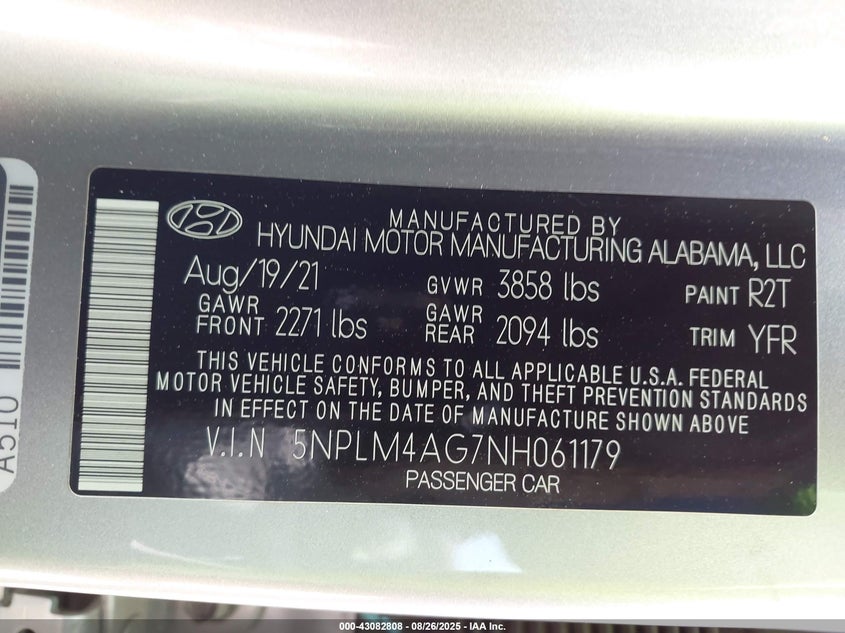 MANUFACTURED BY
HYUNDAI MOTOR MANUFACTURING ALABAMA, LLC
Aug/19/21 GVWR 3858 lbs PAINT R2T
GAWR FRONT 2271 lbs GAWR REAR 2094 lbs TRIM YFR
THIS VEHICLE CONFORMS TO ALL APPLICABLE U.S.A. FEDERAL
MOTOR VEHICLE SAFETY, BUMPER, AND THEFT PREVENTION STANDARDS
IN EFFECT ON THE DATE OF MANUFACTURE SHOWN ABOVE
V.I.N 5NPLM4AG7NH061179
PASSENGER CAR
A510
000-43082808 - 08/26/2025 - IAA Inc.